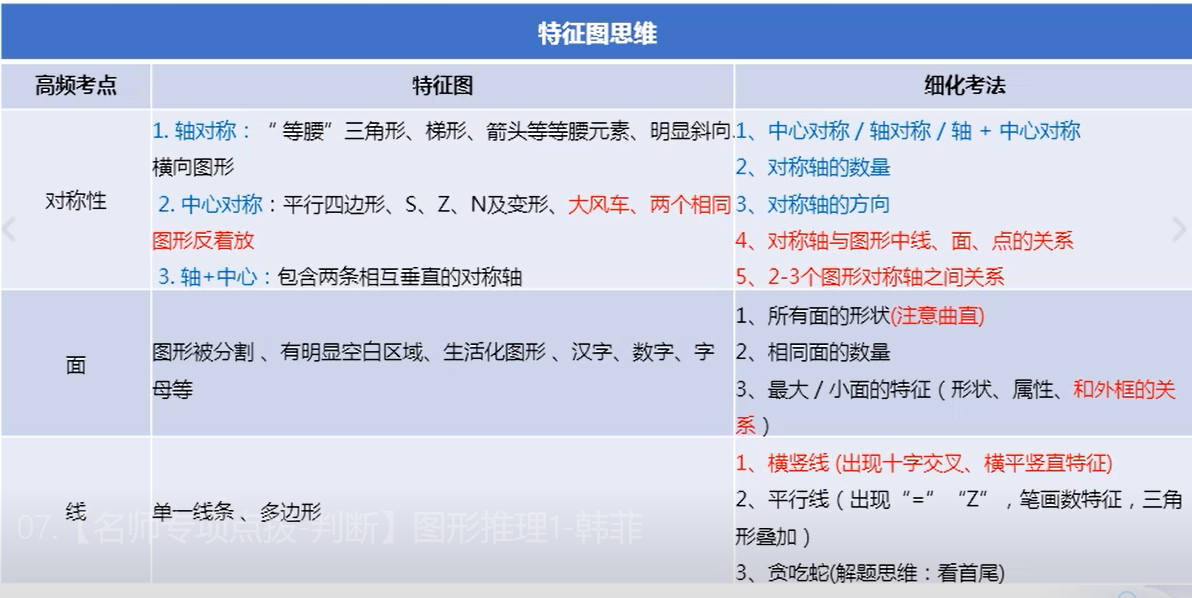 特征图思维
高频考点
特征图
细化考法
对称性
1. 轴对称：“ 等腰”三角形、梯形、箭头等等腰元素、明显斜向.
横向图形
2. 中心对称：平行四边形、S、Z、N及变形、大风车、两个相同
图形反着放
3. 轴+中心：包含两条相互垂直的对称轴
1、中心对称 / 轴对称 / 轴 + 中心对称
2、对称轴的数量
3、对称轴的方向
4、对称轴与图形中线、面、点的关系
5、2-3个图形对称轴之间关系
面
图形被分割 、有明显空白区域、生活化图形 、汉字、数字、字
母等
1、所有面的形状(注意曲直)
2、相同面的数量
3、最大 / 小面的特征（ 形状、属性、和外框的关
系 ）
线
单一线条 、多边形
1、横竖线 (出现十字交叉、横平竖直特征)
2、平行线（ 出现“=”“Z”，笔画数特征，三角
形叠加 ）
3、贪吃蛇(解题思维：看首尾)
07.【名师专项点拨-判断】图形推理1-韩菲